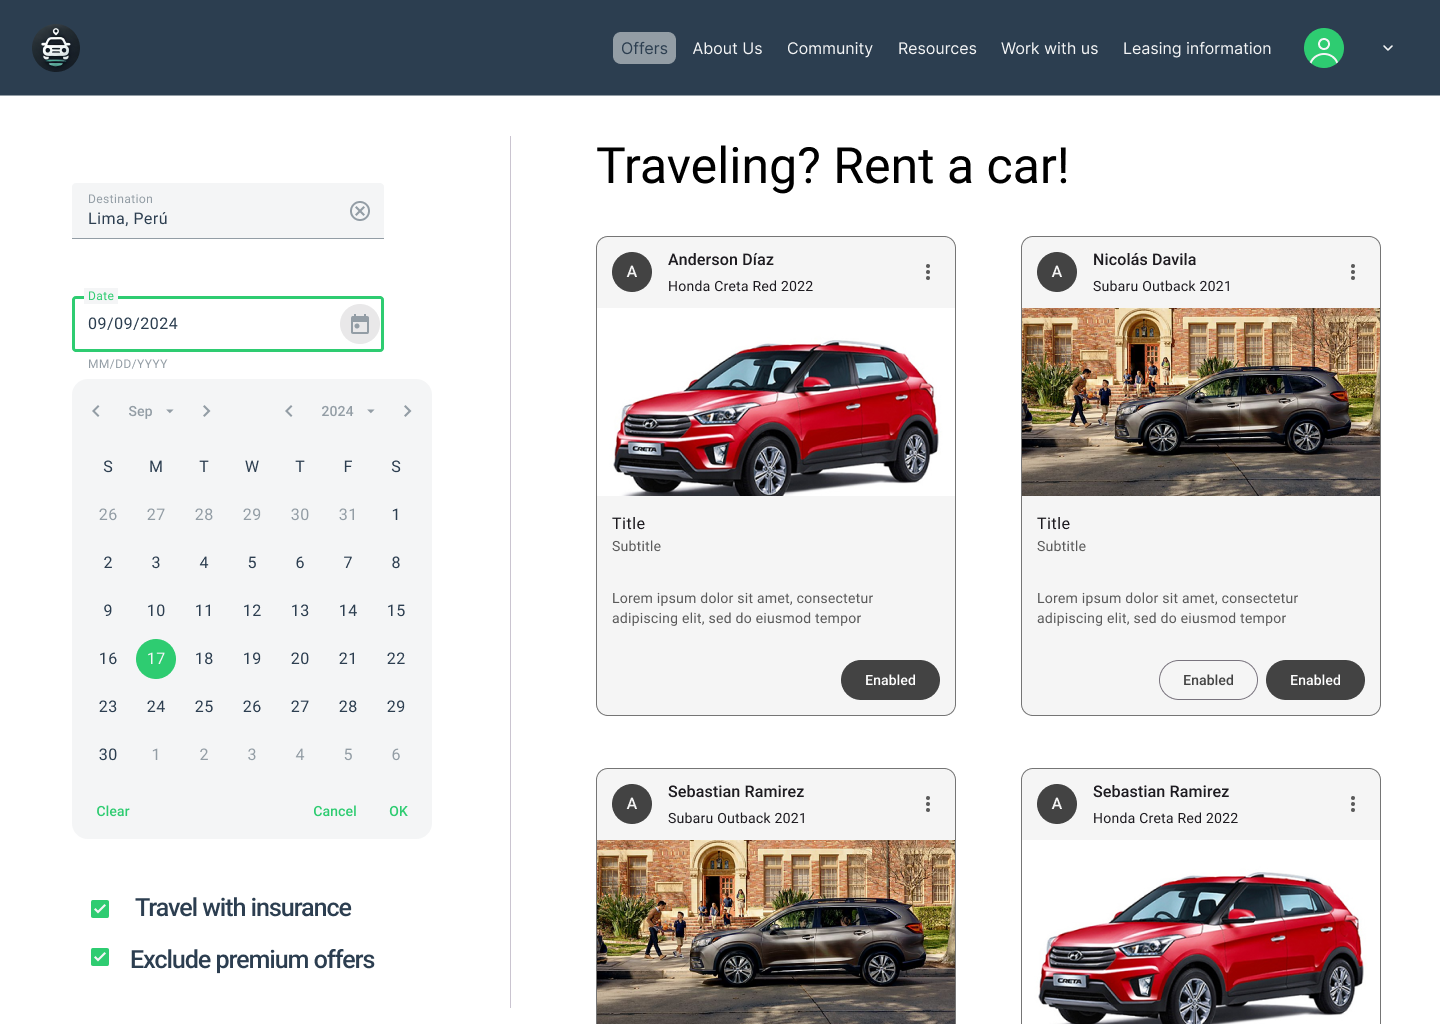 Offers
About Us
Community
Resources
Work with us
Leasing information
Destination
Lima, Perú
Date
09/09/2024
MM/DD/YYYY
Sep
2024
S M T W T F S
26 27 28 29 30 31 1
2 3 4 5 6 7 8
9 10 11 12 13 14 15
16 17 18 19 20 21 22
23 24 25 26 27 28 29
30 1 2 3 4 5 6
Clear
Cancel
OK
Travel with insurance
Exclude premium offers
Traveling? Rent a car!
A
Anderson Díaz
Honda Creta Red 2022
CRETA
Title
Subtitle
Lorem ipsum dolor sit amet, consectetur
adipiscing elit, sed do eiusmod tempor
Enabled
A
Nicolás Davila
Subaru Outback 2021
Title
Subtitle
Lorem ipsum dolor sit amet, consectetur
adipiscing elit, sed do eiusmod tempor
Enabled
Enabled
A
Sebastian Ramirez
Subaru Outback 2021
A
Sebastian Ramirez
Honda Creta Red 2022
CRETA